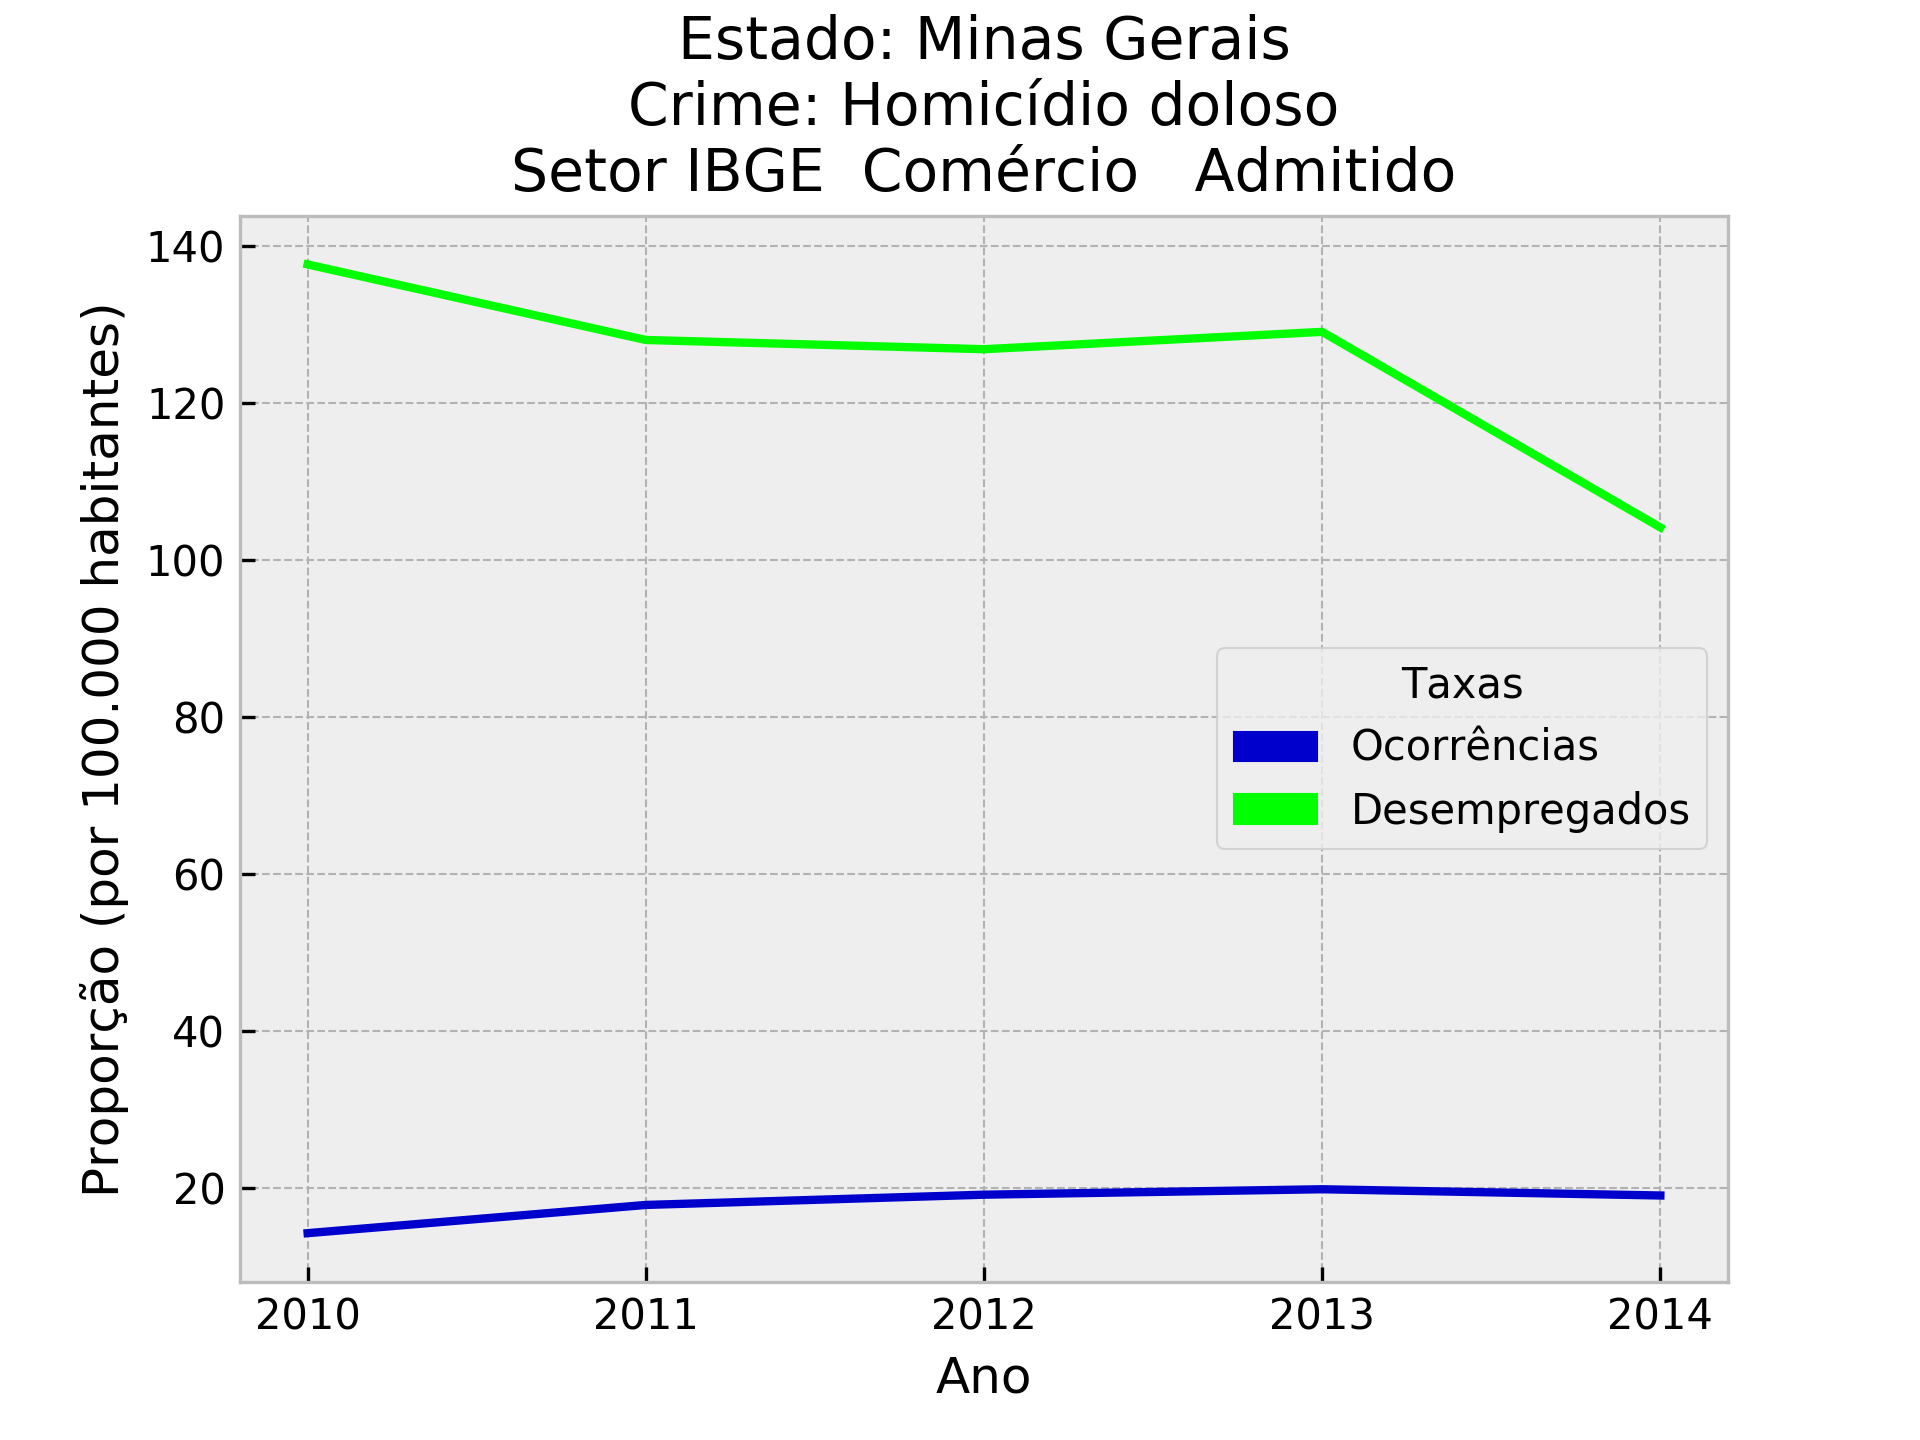 Estado: Minas Gerais
Crime: Homicídio doloso
Setor IBGE  Comércio   Admitido
Proporção (por 100.000 habitantes)
140
120
100
80
60
40
20
Taxas
Ocorrências
Desempregados
2010 2011 2012 2013 2014
Ano